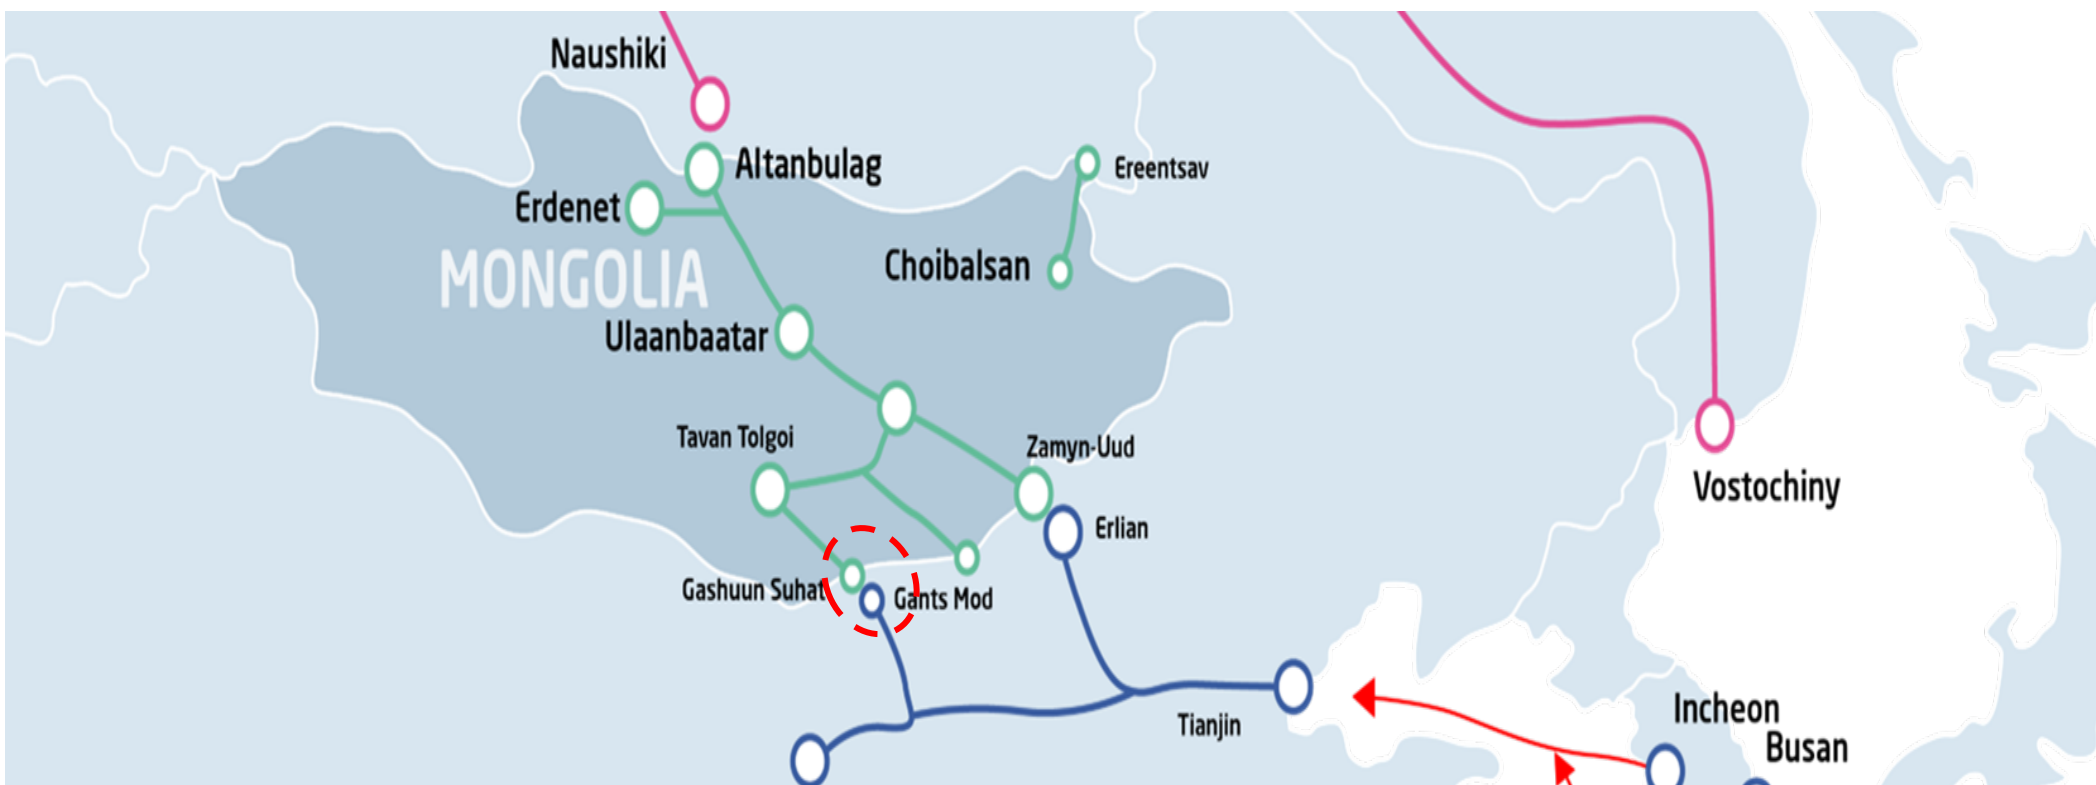 Naushiki
Altanbulag
Ereentsav
Erdenet
MONGOLIA
Choibalsan
Ulaanbaatar
Tavan Tolgoi
Zamyn-Uud
Vostochiny
Erlian
Gashuun Suhat
Gants Mod
Incheon
Tianjin
Busan